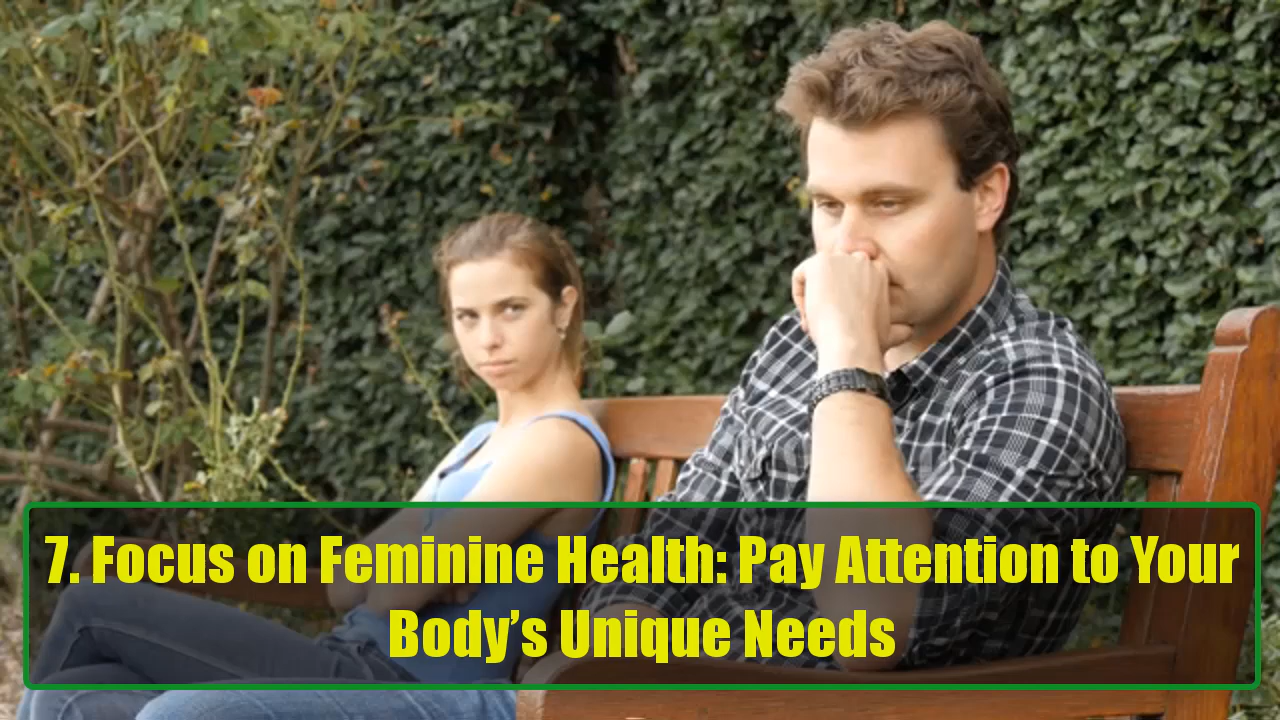 7. Focus on Feminine Health: Pay Attention to Your
Body’s Unique Needs